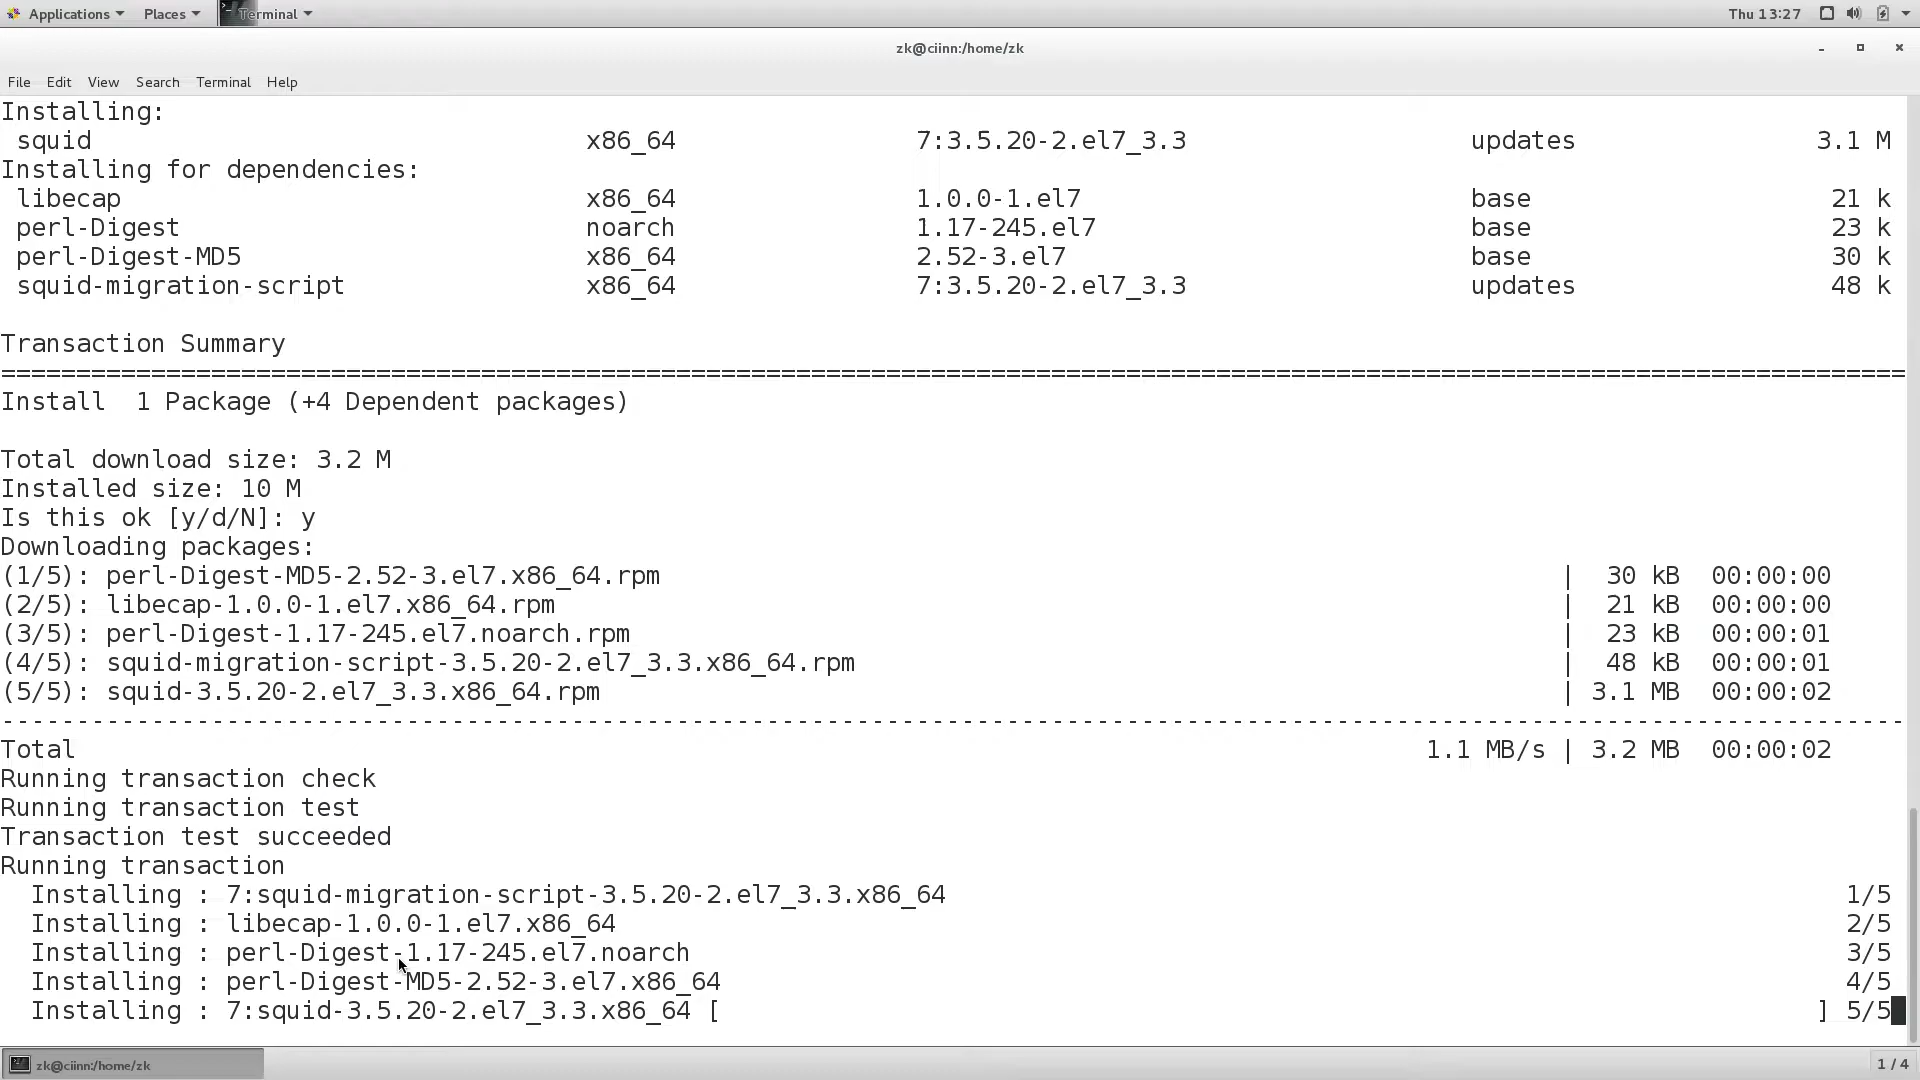 Applications Places Terminal Thu 13:27
zk@ciinn:/home/zk
File Edit View Search Terminal Help
Installing:
squid x86_64 7:3.5.20-2.el7_3.3 updates 3.1 M
Installing for dependencies:
libecap x86_64 1.0.0-1.el7 base 21 k
perl-Digest noarch 1.17-245.el7 base 23 k
perl-Digest-MD5 x86_64 2.52-3.el7 base 30 k
squid-migration-script x86_64 7:3.5.20-2.el7_3.3 updates 48 k
Transaction Summary
================================================================================
Install 1 Package (+4 Dependent packages)
Total download size: 3.2 M
Installed size: 10 M
Is this ok [y/d/N]: y
Downloading packages:
(1/5): perl-Digest-MD5-2.52-3.el7.x86_64.rpm | 30 kB 00:00:00
(2/5): libecap-1.0.0-1.el7.x86_64.rpm | 21 kB 00:00:00
(3/5): perl-Digest-1.17-245.el7.noarch.rpm | 23 kB 00:00:01
(4/5): squid-migration-script-3.5.20-2.el7_3.3.x86_64.rpm | 48 kB 00:00:01
(5/5): squid-3.5.20-2.el7_3.3.x86_64.rpm | 3.1 MB 00:00:02
--------------------------------------------------------------------------------
Total 1.1 MB/s | 3.2 MB 00:00:02
Running transaction check
Running transaction test
Transaction test succeeded
Running transaction
Installing : 7:squid-migration-script-3.5.20-2.el7_3.3.x86_64 1/5
Installing : libecap-1.0.0-1.el7.x86_64 2/5
Installing : perl-Digest-1.17-245.el7.noarch 3/5
Installing : perl-Digest-MD5-2.52-3.el7.x86_64 4/5
Installing : 7:squid-3.5.20-2.el7_3.3.x86_64 [ ] 5/5
zk@ciinn:/home/zk 1 / 4